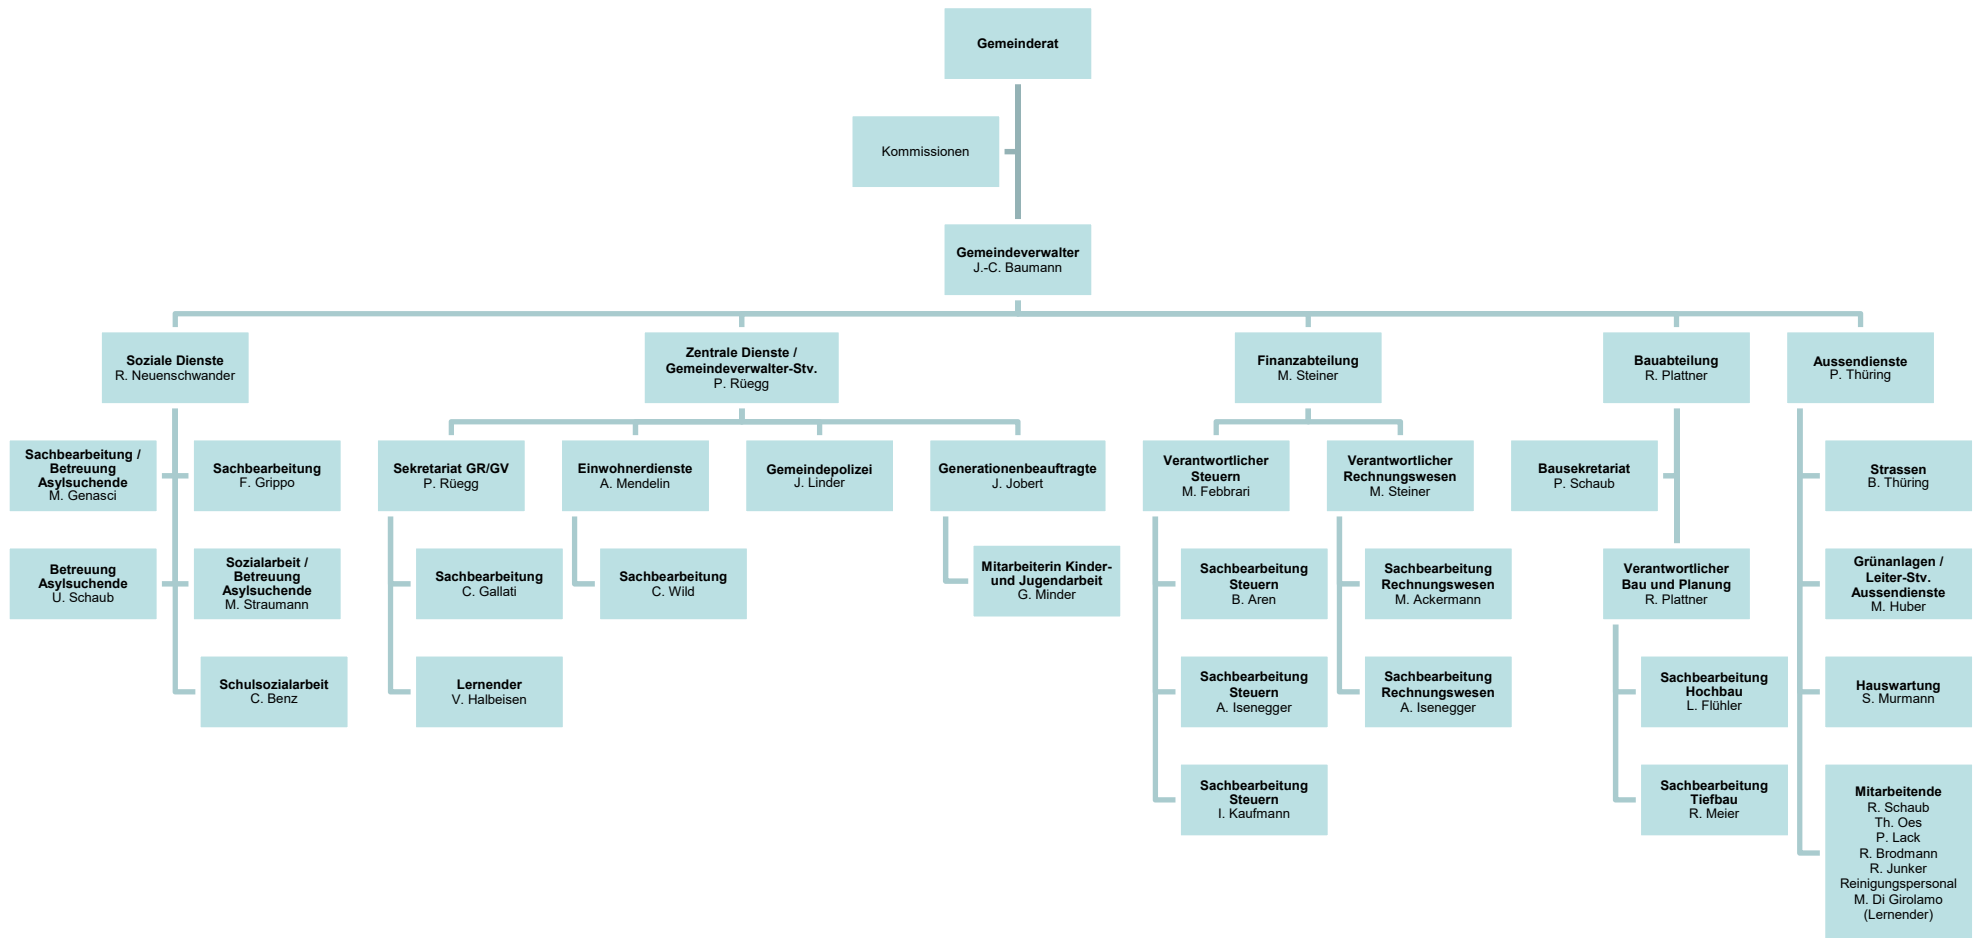 Gemeinderat
Kommissionen
Gemeindeverwalter
J.-C. Baumann
Soziale Dienste
R. Neuenschwander
Zentrale Dienste /
Gemeindeverwalter-Stv.
P. Rüegg
Finanzabteilung
M. Steiner
Bauabteilung
R. Plattner
Aussendienste
P. Thüring
Sachbearbeitung /
Betreuung
Asylsuchende
M. Genasci
Sachbearbeitung
F. Grippo
Sekretariat GR/GV
P. Rüegg
Einwohnerdienste
A. Mendelin
Gemeindepolizei
J. Linder
Generationenbeauftragte
J. Jobert
Verantwortlicher
Steuern
M. Febbrari
Verantwortlicher
Rechnungswesen
M. Steiner
Bausekretariat
P. Schaub
Strassen
B. Thüring
Betreuung
Asylsuchende
U. Schaub
Sozialarbeit /
Betreuung
Asylsuchende
M. Straumann
Sachbearbeitung
C. Gallati
Sachbearbeitung
C. Wild
Mitarbeiterin Kinder-
und Jugendarbeit
G. Minder
Sachbearbeitung
Steuern
B. Aren
Sachbearbeitung
Rechnungswesen
M. Ackermann
Verantwortlicher
Bau und Planung
R. Plattner
Grünanlagen /
Leiter-Stv.
Aussendienste
M. Huber
Schulsozialarbeit
C. Benz
Lernender
V. Halbeisen
Sachbearbeitung
Steuern
A. Isenegger
Sachbearbeitung
Rechnungswesen
A. Isenegger
Sachbearbeitung
Hochbau
L. Flühler
Hauswartung
S. Murmann
Sachbearbeitung
Steuern
I. Kaufmann
Sachbearbeitung
Tiefbau
R. Meier
Mitarbeitende
R. Schaub
Th. Oes
P. Lack
R. Brodmann
R. Junker
Reinigungspersonal
M. Di Girolamo
(Lernender)